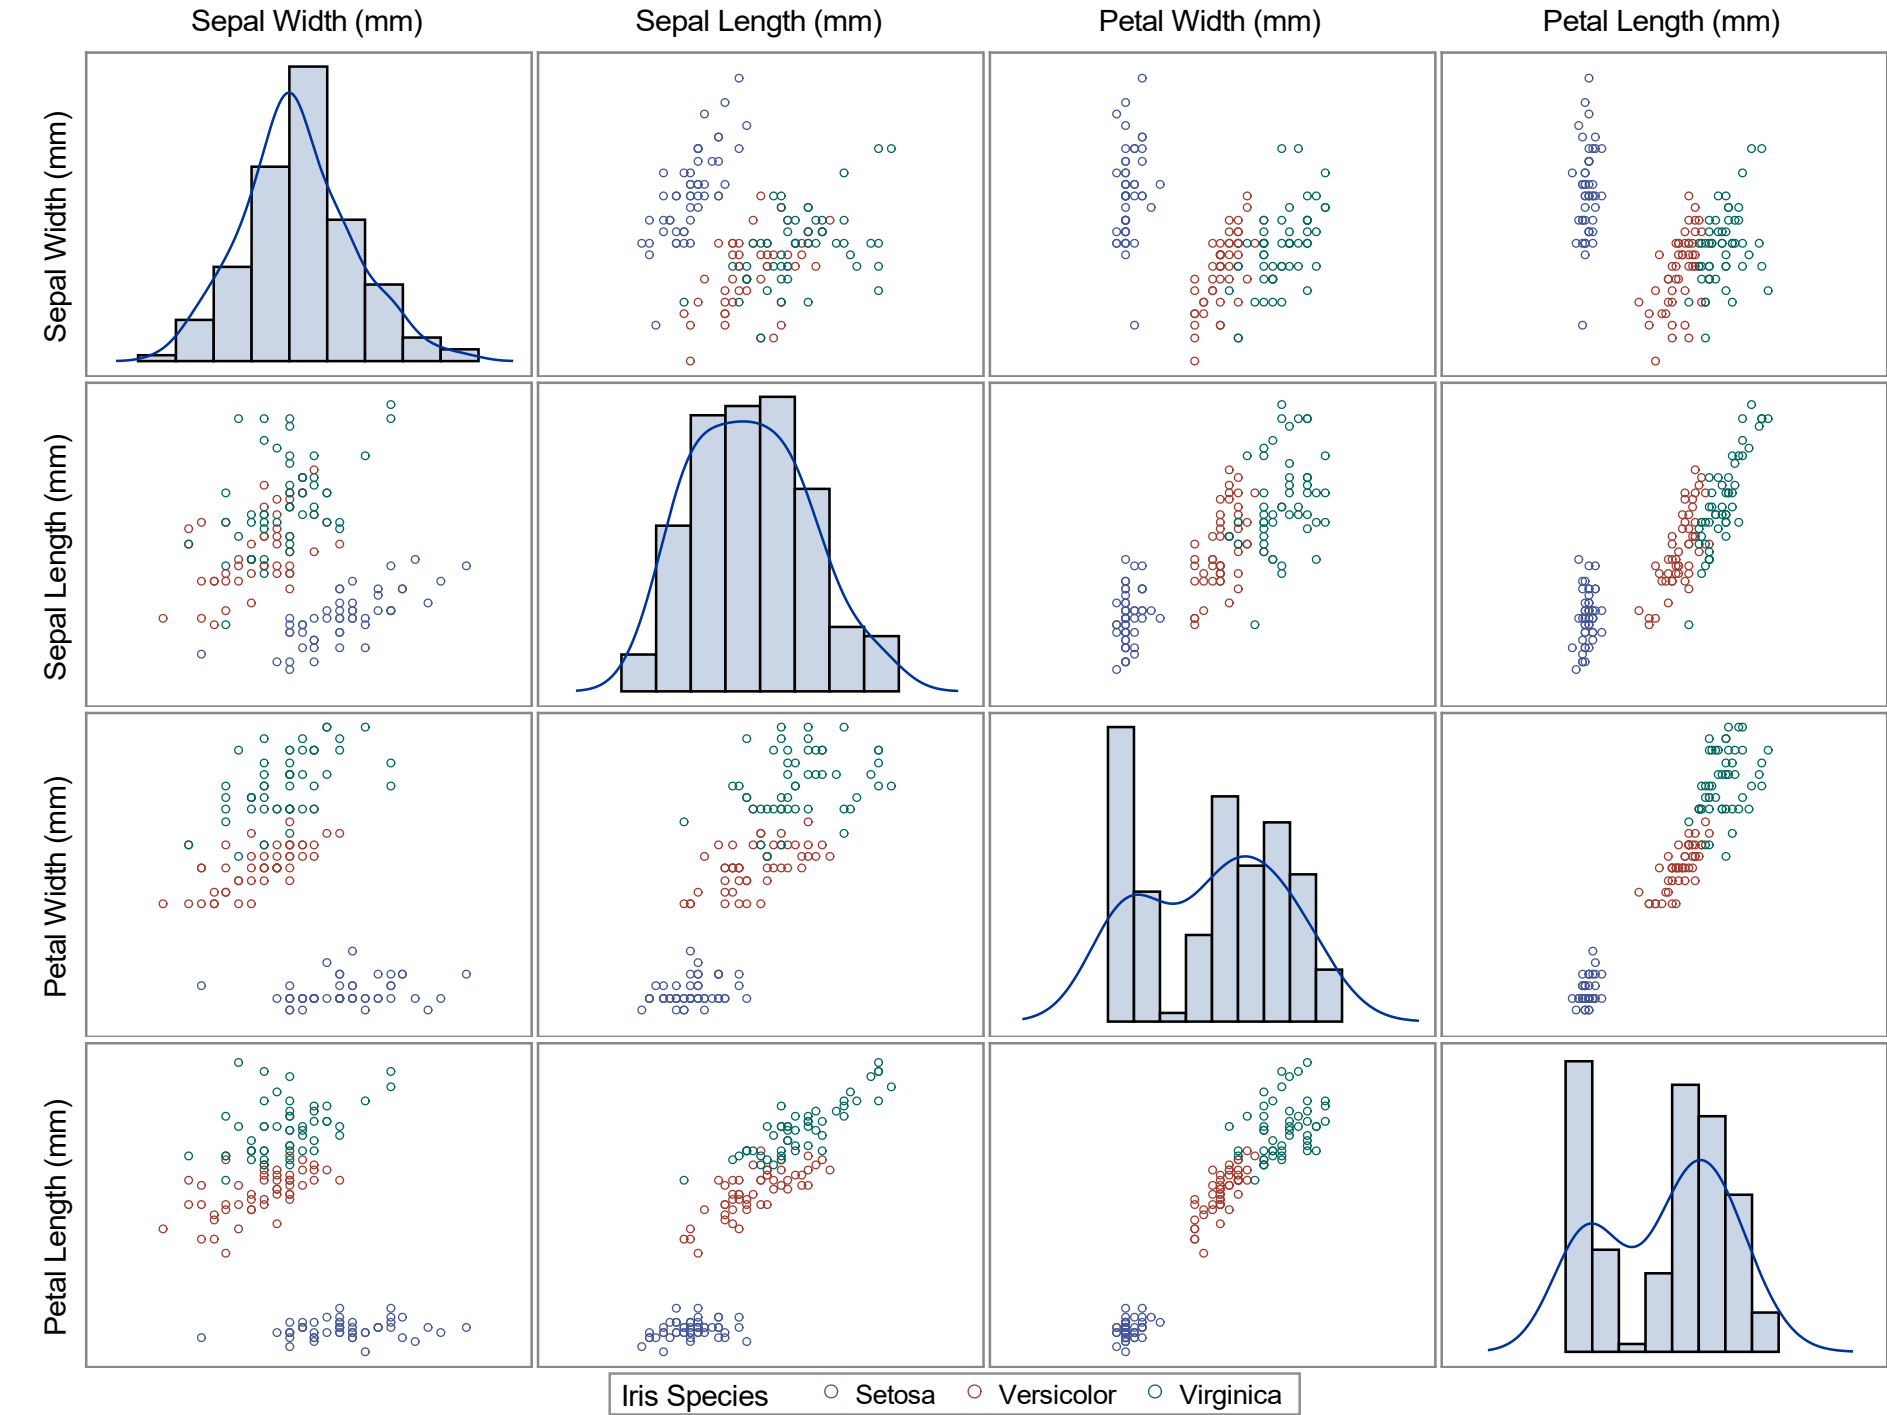 Sepal Width (mm)
Sepal Length (mm)
Petal Width (mm)
Petal Length (mm)
Sepal Width (mm)
Sepal Length (mm)
Petal Width (mm)
Petal Length (mm)
Iris Species Setosa Versicolor Virginica